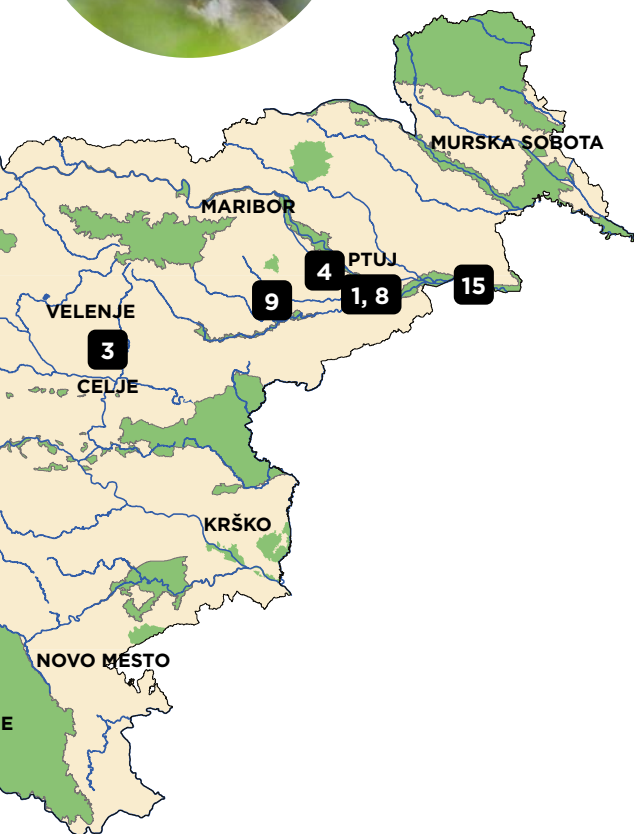 MURSKA SOBOTA
MARIBOR
PTUJ
4
1, 8
15
9
VELENJE
3
CELJE
KRŠKO
NOVO MESTO
E